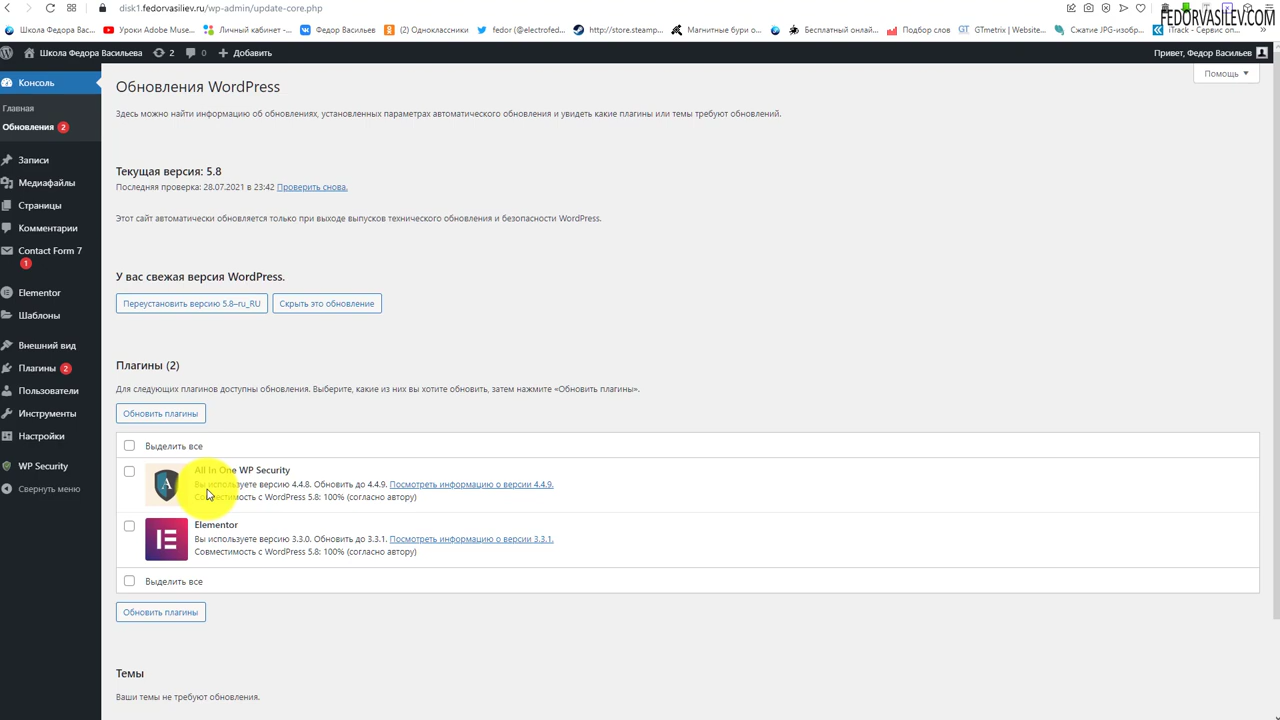 disk1.fedorvasiliev.ru/wp-admin/update-core.php
FEDORVASILEV.COM
Школа Федора Вас...
Уроки Adobe Muse...
Личный кабинет -...
Федор Васильев
(2) Одноклассники
fedor (@electrofed...
http://store.steamp...
Магнитные бури о...
Бесплатный онлай...
Подбор слов
GTmetrix | Website...
Сжатие JPG-изобр...
iTrack - Сервис оп...
Школа Федора Васильева
2
0
Добавить
Привет, Федор Васильев
Консоль
Главная
Обновления 2
Записи
Медиафайлы
Страницы
Комментарии
Contact Form 7
1
Elementor
Шаблоны
Внешний вид
Плагины 2
Пользователи
Инструменты
Настройки
WP Security
Свернуть меню
Помощь
Обновления WordPress
Здесь можно найти информацию об обновлениях, установленных параметрах автоматического обновления и увидеть какие плагины или темы требуют обновлений.
Текущая версия: 5.8
Последняя проверка: 28.07.2021 в 23:42 Проверить снова.
Этот сайт автоматически обновляется только при выходе выпусков технического обновления и безопасности WordPress.
У вас свежая версия WordPress.
Переустановить версию 5.8–ru_RU
Скрыть это обновление
Плагины (2)
Для следующих плагинов доступны обновления. Выберите, какие из них вы хотите обновить, затем нажмите «Обновить плагины».
Обновить плагины
Выделить все
All In One WP Security
Вы используете версию 4.4.8. Обновить до 4.4.9. Посмотреть информацию о версии 4.4.9.
Совместимость с WordPress 5.8: 100% (согласно автору)
Elementor
Вы используете версию 3.3.0. Обновить до 3.3.1. Посмотреть информацию о версии 3.3.1.
Совместимость с WordPress 5.8: 100% (согласно автору)
Выделить все
Обновить плагины
Темы
Ваши темы не требуют обновления.